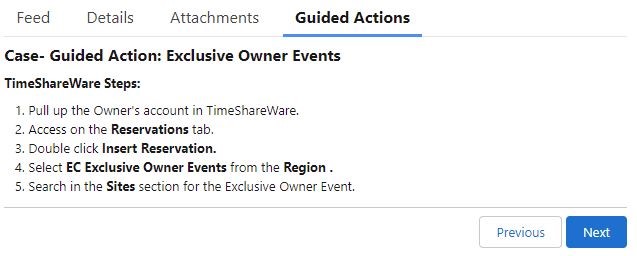 Feed Details Attachments Guided Actions
Case- Guided Action: Exclusive Owner Events
TimeShareWare Steps:
1. Pull up the Owner's account in TimeShareWare.
2. Access on the Reservations tab.
3. Double click Insert Reservation.
4. Select EC Exclusive Owner Events from the Region .
5. Search in the Sites section for the Exclusive Owner Event.
Previous Next